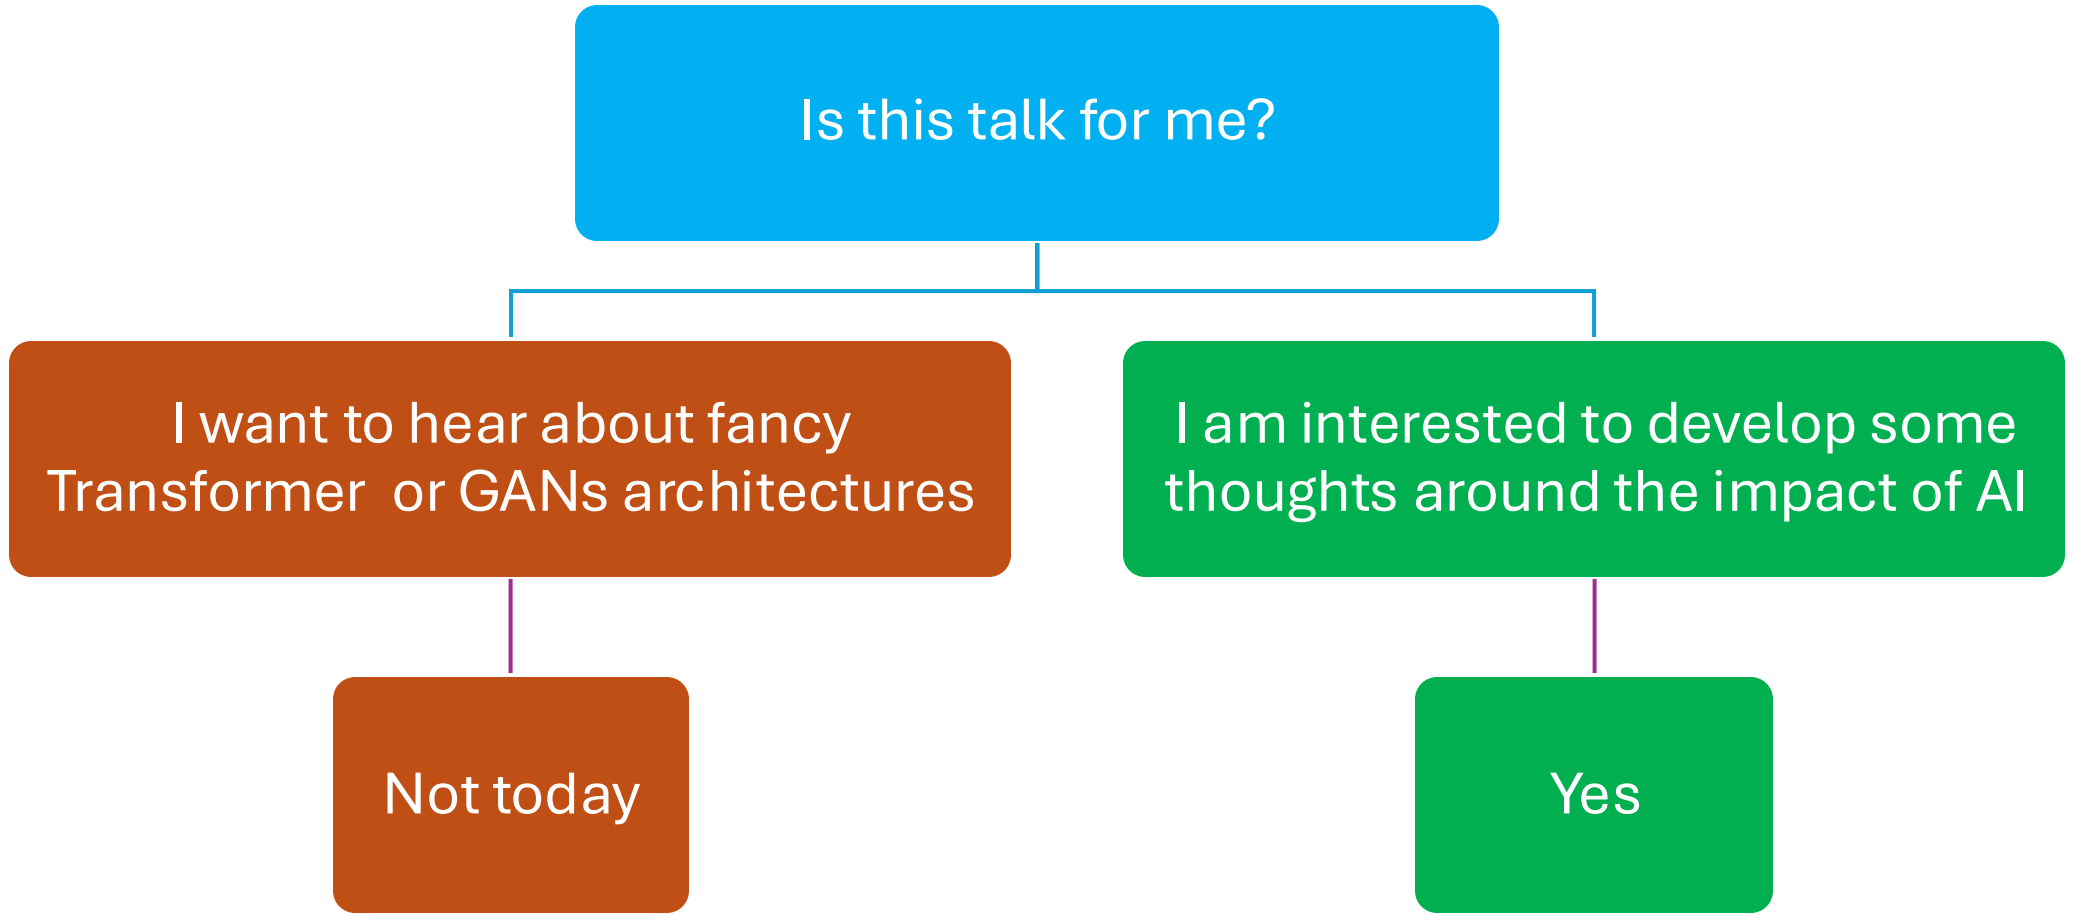 Is this talk for me?
I want to hear about fancy
Transformer  or GANs architectures
I am interested to develop some
thoughts around the impact of AI
Not today
Yes